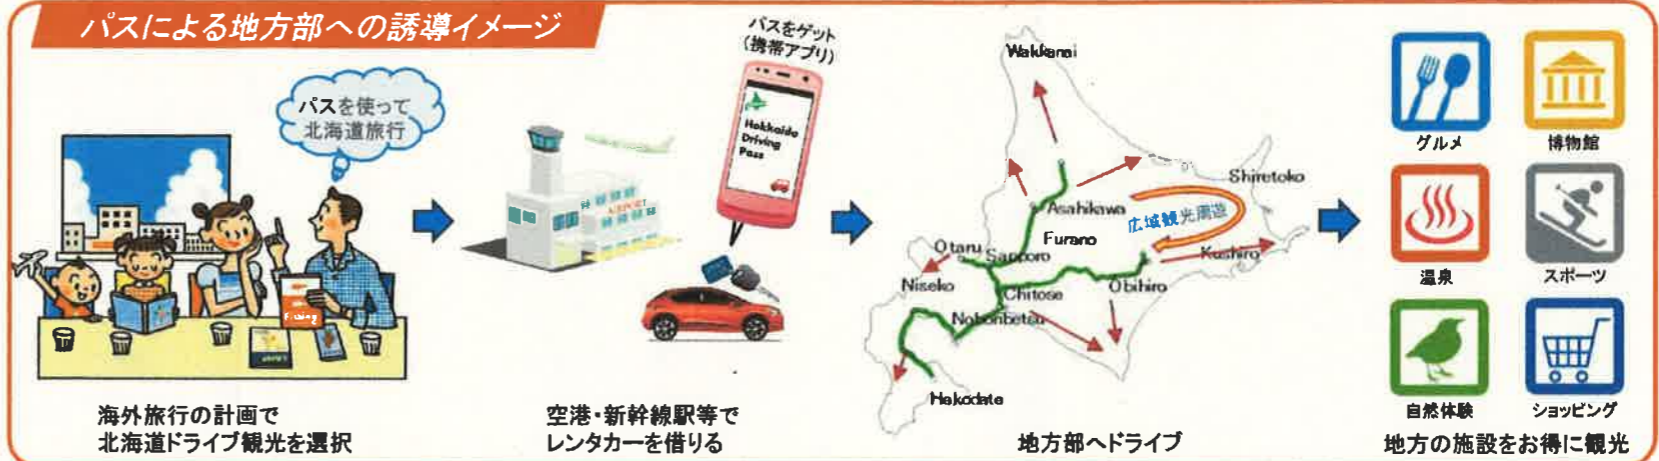 パスによる地方部への誘導イメージ
パスを使って
北海道旅行
海外旅行の計画で
北海道ドライブ観光を選択
パスをゲット
(携帯アプリ)
Hokkaido
Driving
Pass
AIRPORT
空港・新幹線駅等で
レンタカーを借りる
Wakkanai
Shiretoko
Asahikawa
広域観光周遊
Furano
Otaru
Sapporo
Kushiro
Niseko
Chitose
Obihiro
Noboribetsu
Hakodate
地方部へドライブ
グルメ
博物館
温泉
スポーツ
自然体験
ショッピング
地方の施設をお得に観光